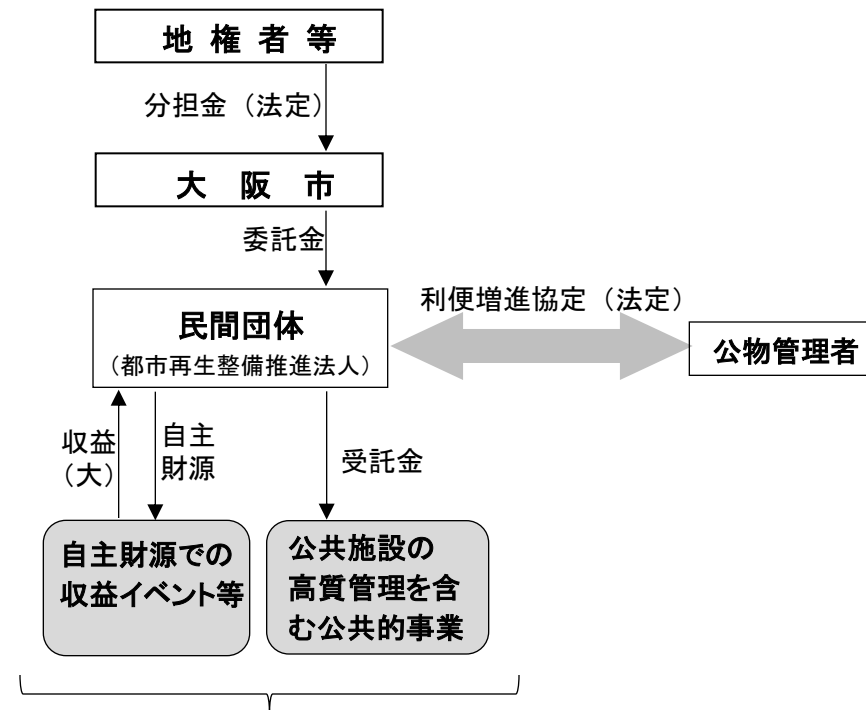 地 権 者 等
分担金（法定）
大 阪 市
委託金
利便増進協定（法定）
民間団体
（都市再生整備推進法人）
公物管理者
収益
（大）
自主
財源
受託金
自主財源での
収益イベント等
公共施設の
高質管理を含
む公共的事業